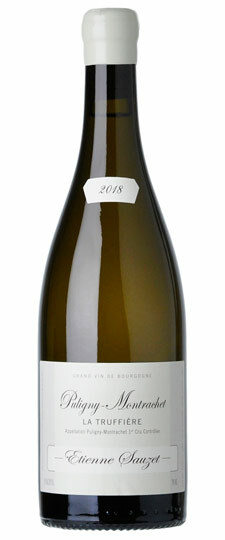 2018
GRAND VIN DE BOURGOGNE
Puligny-Montrachet
LA TRUFFIÈRE
Appellation Puligny-Montrachet 1er Cru Contrôlée
Etienne Sauzet